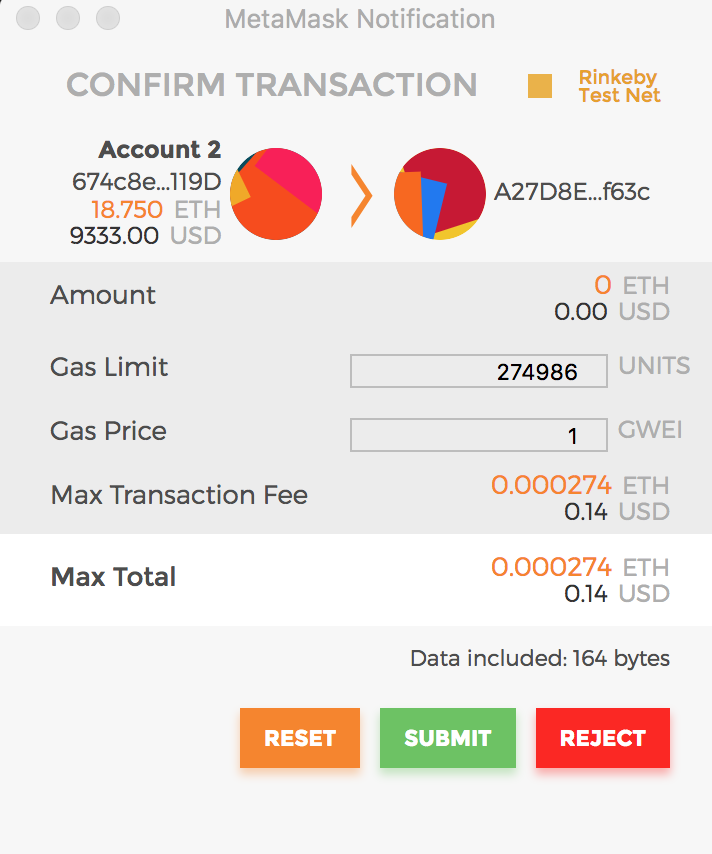 MetaMask Notification
CONFIRM TRANSACTION
Rinkeby
Test Net
Account 2
674c8e...119D
18.750 ETH
9333.00 USD
A27D8E...f63c
Amount
0 ETH
0.00 USD
Gas Limit
274986 UNITS
Gas Price
1 GWEI
Max Transaction Fee
0.000274 ETH
0.14 USD
Max Total
0.000274 ETH
0.14 USD
Data included: 164 bytes
RESET SUBMIT REJECT